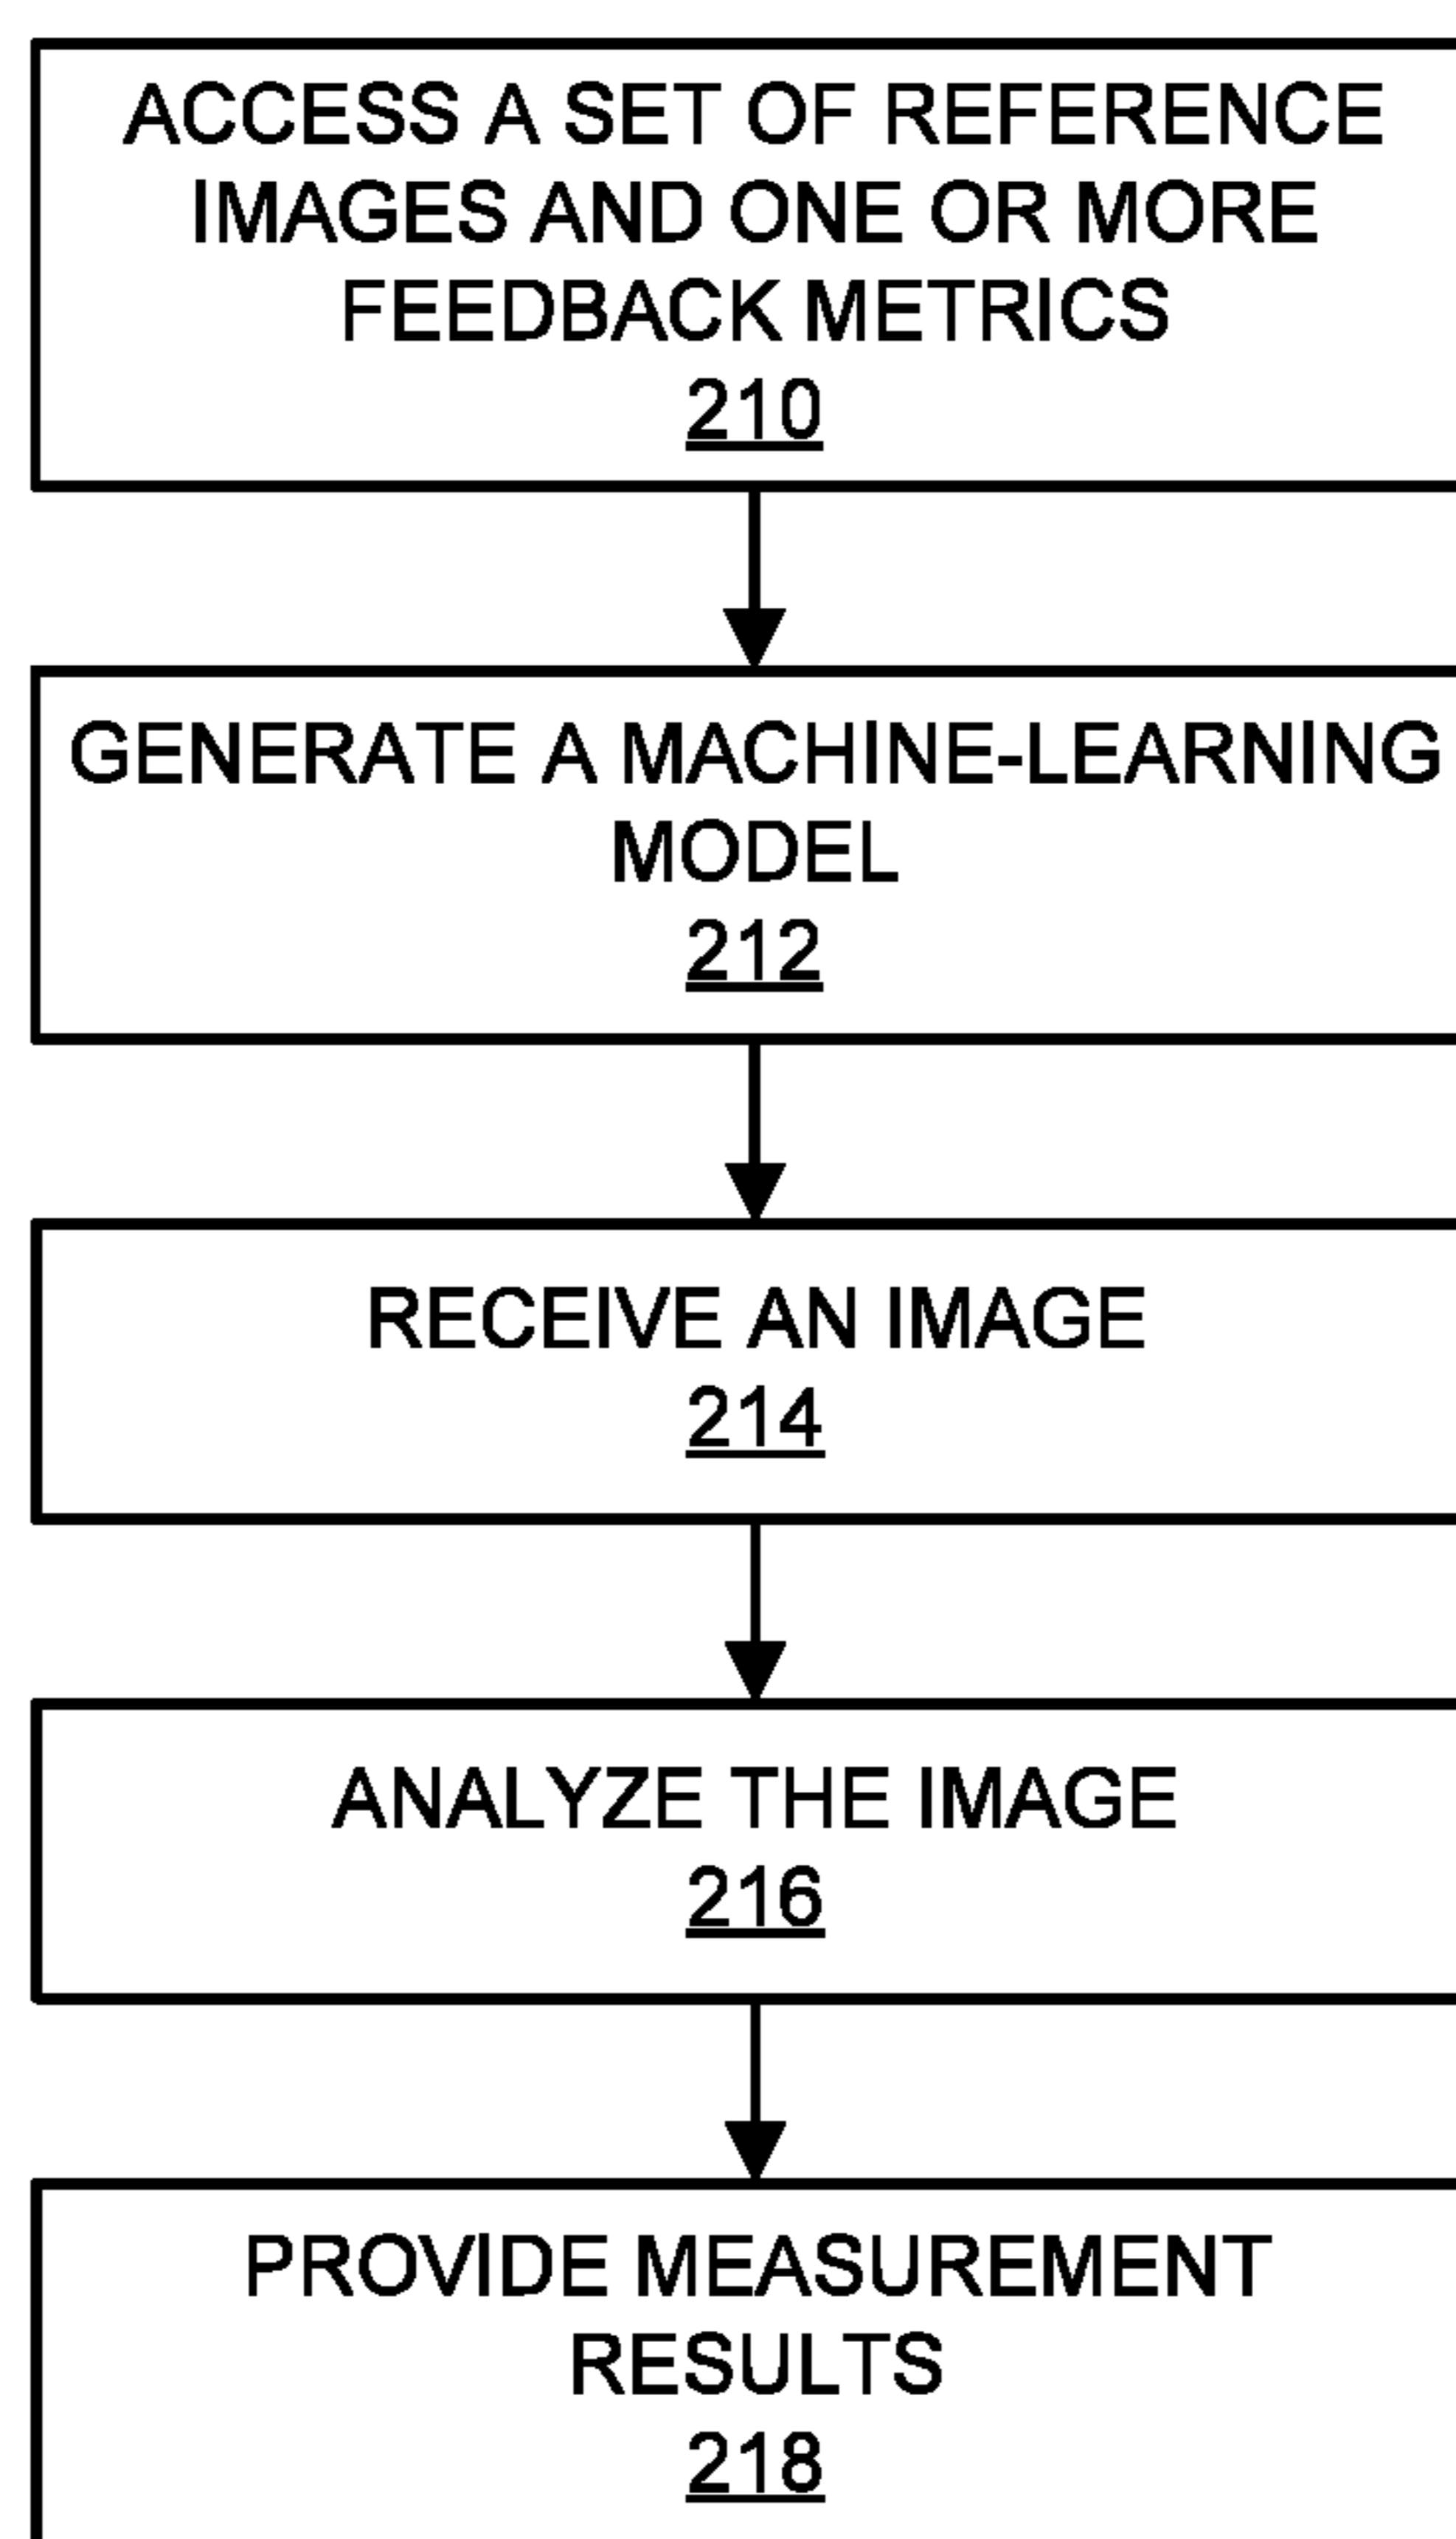 ACCESS A SET OF REFERENCE
IMAGES AND ONE OR MORE
FEEDBACK METRICS
210
GENERATE A MACHINE-LEARNING
MODEL
212
RECEIVE AN IMAGE
214
ANALYZE THE IMAGE
216
PROVIDE MEASUREMENT
RESULTS
218